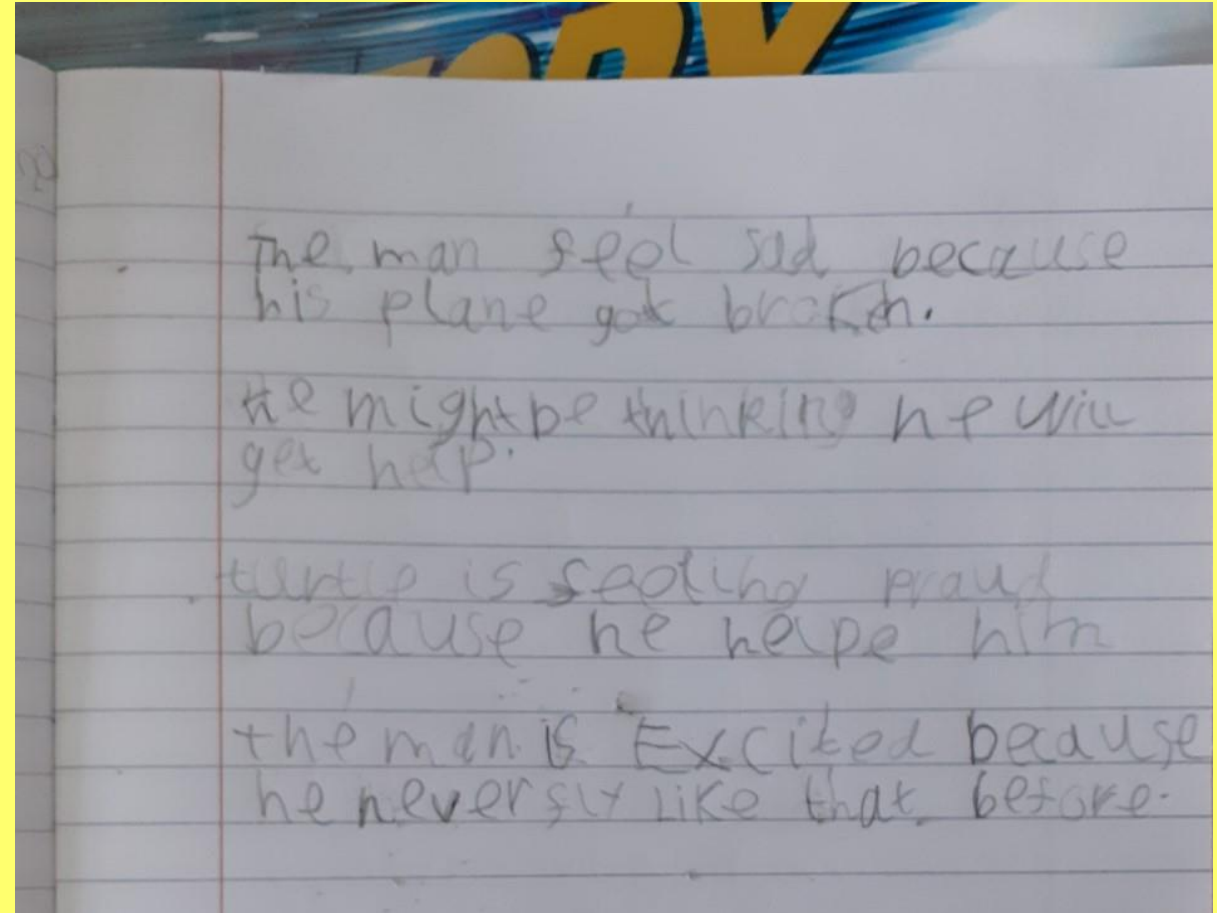 The man feel sad because
his plane got broken.
He might be thinking he will
get help.
turtle is feeling proud
because he helpe him
the man is Excited because
he never fly like that before.